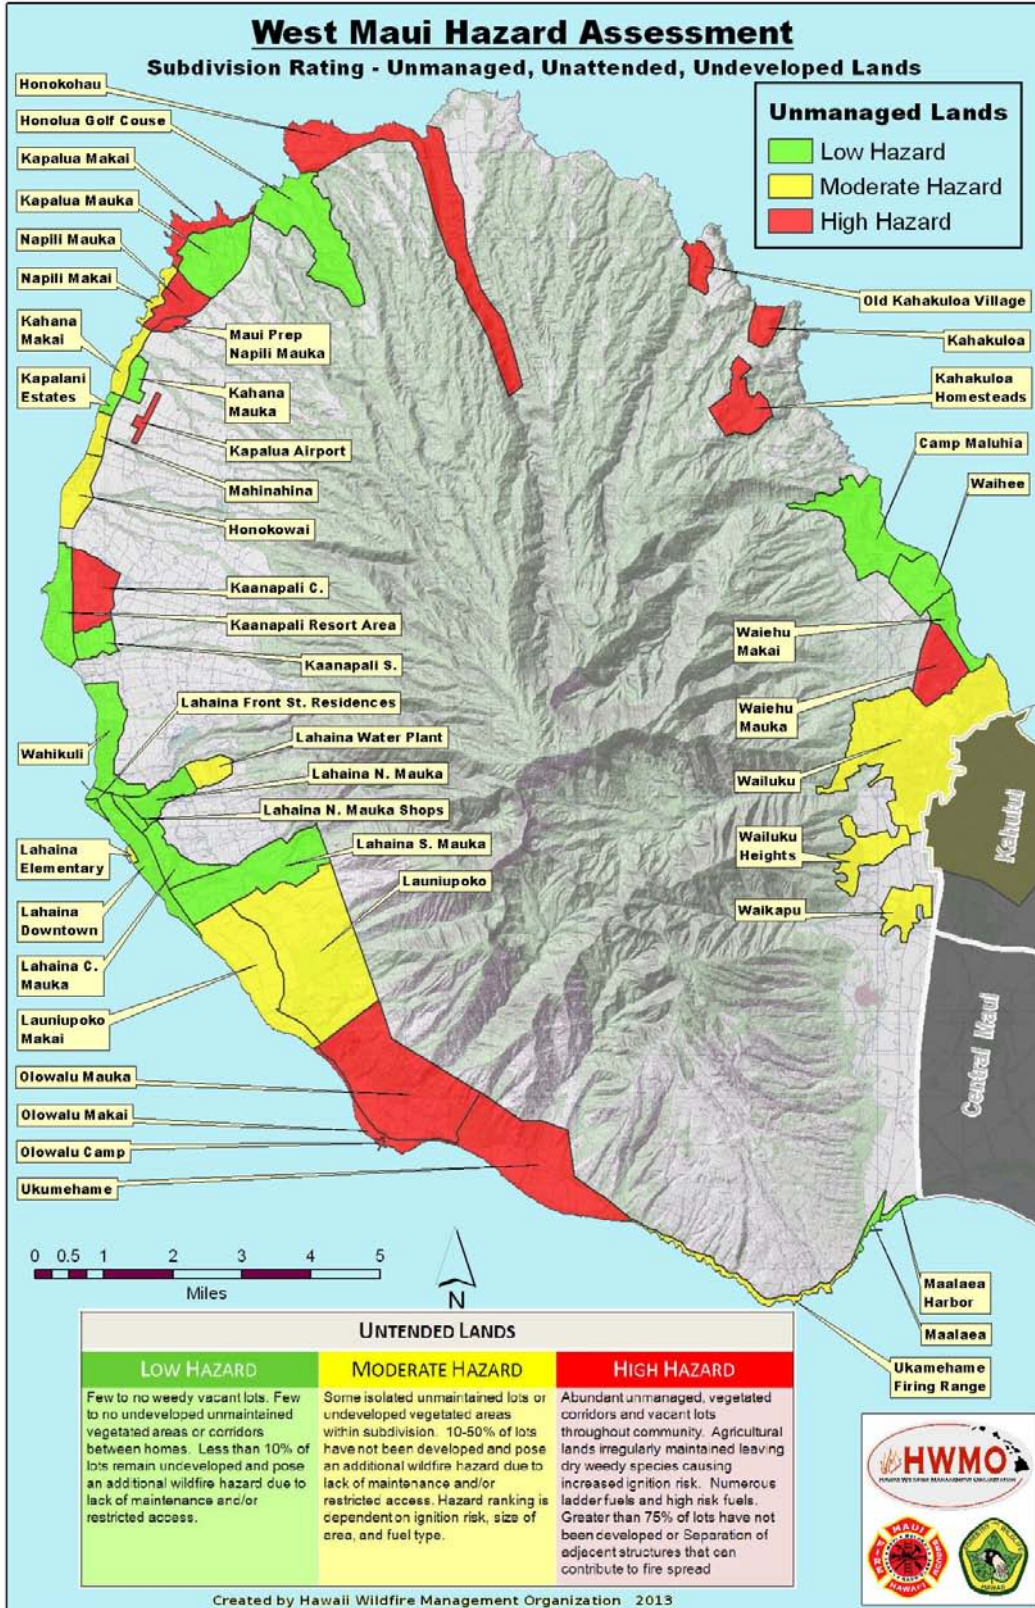 West Maui Hazard Assessment
Subdivision Rating - Unmanaged, Unattended, Undeveloped Lands
Unmanaged Lands
Low Hazard
Moderate Hazard
High Hazard
Honokohau
Honolua Golf Couse
Kapalua Makai
Kapalua Mauka
Napili Mauka
Napili Makai
Kahana
Makai
Kapalani
Estates
Maui Prep
Napili Mauka
Kahana
Mauka
Kapalua Airport
Mahinahina
Honokowai
Kaanapali C.
Kaanapali Resort Area
Kaanapali S.
Lahaina Front St. Residences
Wahikuli
Lahaina Water Plant
Lahaina N. Mauka
Lahaina N. Mauka Shops
Lahaina S. Mauka
Launiupoko
Lahaina
Elementary
Lahaina
Downtown
Lahaina C.
Mauka
Launiupoko
Makai
Olowalu Mauka
Olowalu Makai
Olowalu Camp
Ukumehame
Old Kahakuloa Village
Kahakuloa
Kahakuloa
Homesteads
Camp Maluhia
Waihee
Waiehu
Makai
Waiehu
Mauka
Wailuku
Wailuku
Heights
Waikapu
Kahului
Central Maui
Maalaea
Harbor
Maalaea
Ukamehame
Firing Range
0 0.5 1 2 3 4 5
Miles
N
UNTENDED LANDS
LOW HAZARD
Few to no weedy vacant lots. Few
to no undeveloped unmaintained
vegetated areas or corridors
between homes. Less than 10% of
lots remain undeveloped and pose
an additional wildfire hazard due to
lack of maintenance and/or
restricted access.
MODERATE HAZARD
Some isolated unmaintained lots or
undeveloped vegetated areas
within subdivision. 10-50% of lots
have not been developed and pose
an additional wildfire hazard due to
lack of maintenance and/or
restricted access. Hazard ranking is
dependent on ignition risk, size of
area, and fuel type.
HIGH HAZARD
Abundant unmanaged, vegetated
corridors and vacant lots
throughout community. Agricultural
lands irregularly maintained leaving
dry weedy species causing
increased ignition risk. Numerous
ladder fuels and high risk fuels.
Greater than 75% of lots have not
been developed or Separation of
adjacent structures that can
contribute to fire spread
HWMO
HAWAII WILDFIRE MANAGEMENT ORGANIZATION
MAUI
FIRE
HAWAI'I
HAWAII
Created by Hawaii Wildfire Management Organization 2013